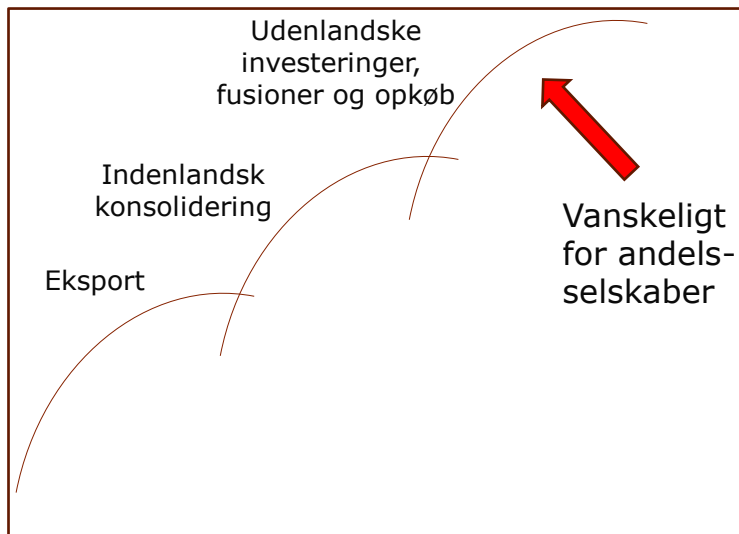 Udenlandske
investeringer,
fusioner og opkøb
Indenlandsk
konsolidering
Eksport
Vanskeligt
for andels-
selskaber